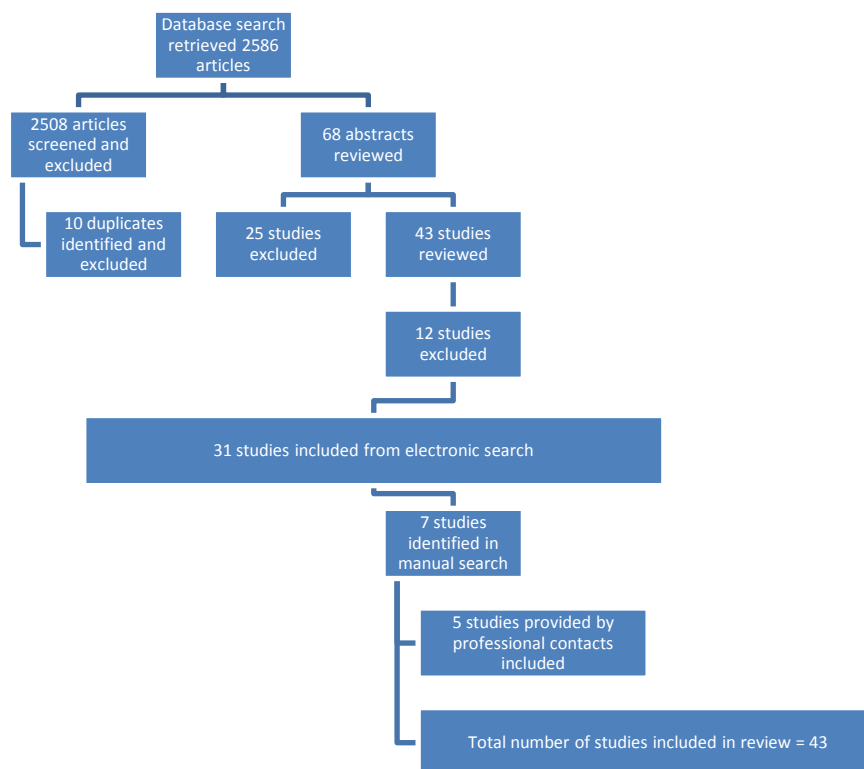 Database search
retrieved 2586
articles
2508 articles
screened and
excluded
68 abstracts
reviewed
10 duplicates
identified and
excluded
25 studies
excluded
43 studies
reviewed
12 studies
excluded
31 studies included from electronic search
7 studies
identified in
manual search
5 studies provided by
professional contacts
included
Total number of studies included in review = 43